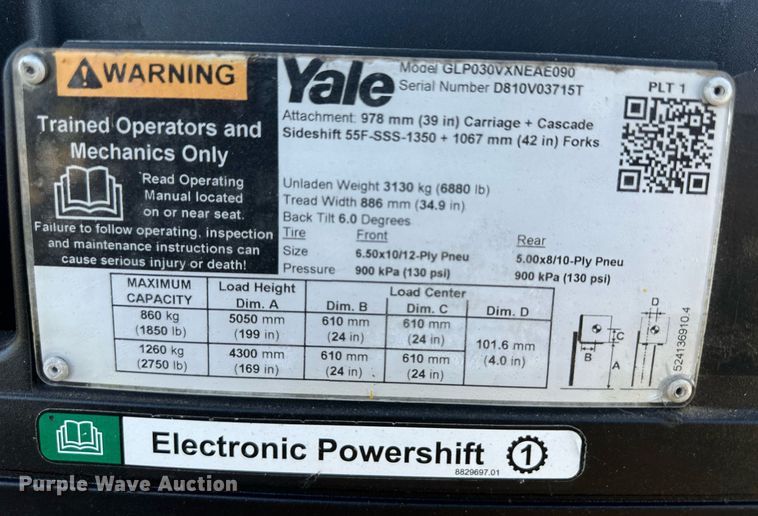 WARNING
Trained Operators and
Mechanics Only
Read Operating
Manual located
on or near seat.
Failure to follow operating, inspection
and maintenance instructions can
cause serious injury or death!
Yale
Model GLP030VXNEAE090
Serial Number D810V03715T
PLT 1
Attachment: 978 mm (39 in) Carriage + Cascade
Sideshift 55F-SSS-1350 + 1067 mm (42 in) Forks
Unladen Weight 3130 kg (6880 lb)
Tread Width 886 mm (34.9 in)
Back Tilt 6.0 Degrees
Tire Front Rear
Size 6.50x10/12-Ply Pneu 5.00x8/10-Ply Pneu
Pressure 900 kPa (130 psi) 900 kPa (130 psi)
MAXIMUM CAPACITY Load Height Dim. A Load Center
Dim. B Dim. C Dim. D
860 kg (1850 lb) 5050 mm (199 in) 610 mm (24 in) 610 mm (24 in) 101.6 mm (4.0 in)
1260 kg (2750 lb) 4300 mm (169 in) 610 mm (24 in) 610 mm (24 in)
B C A D
524136910.4
Electronic Powershift 1
8829697.01
Purple Wave Auction